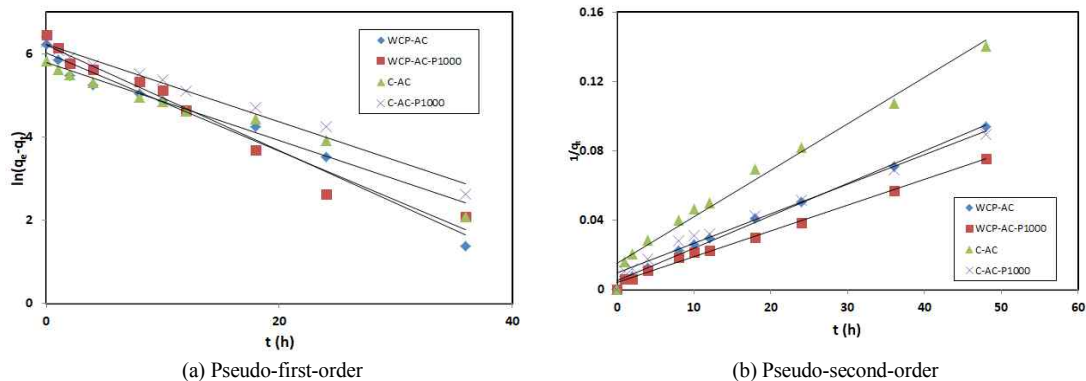 6
4
2
0
ln(qe-qt)
0
20
40
t (h)
WCP-AC
WCP-AC-P1000
C-AC
C-AC-P1000
(a) Pseudo-first-order
0.16
0.12
0.08
0.04
0
1/qt
0
10
20
30
40
50
60
t (h)
WCP-AC
WCP-AC-P1000
C-AC
C-AC-P1000
(b) Pseudo-second-order